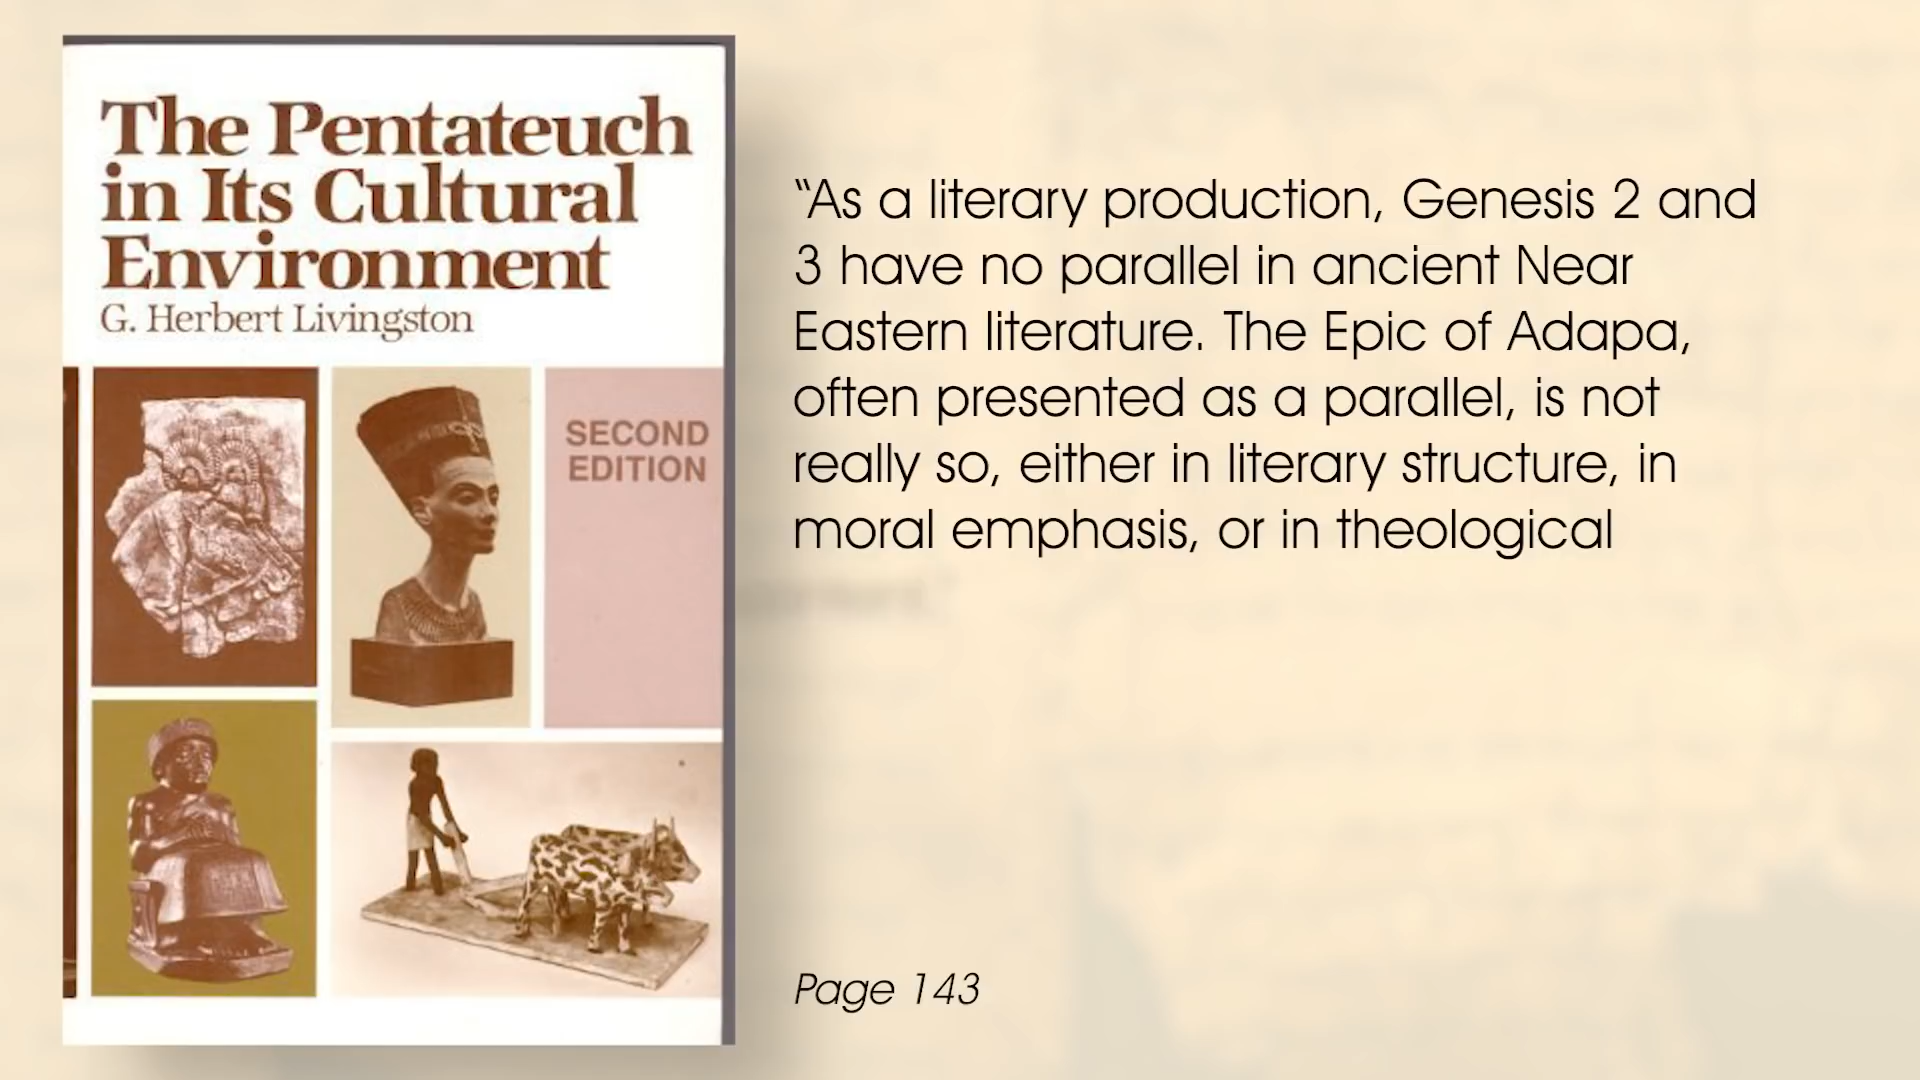 The Pentateuch
in Its Cultural
Environment
G. Herbert Livingston
SECOND
EDITION
“As a literary production, Genesis 2 and
3 have no parallel in ancient Near
Eastern literature. The Epic of Adapa,
often presented as a parallel, is not
really so, either in literary structure, in
moral emphasis, or in theological
Page 143